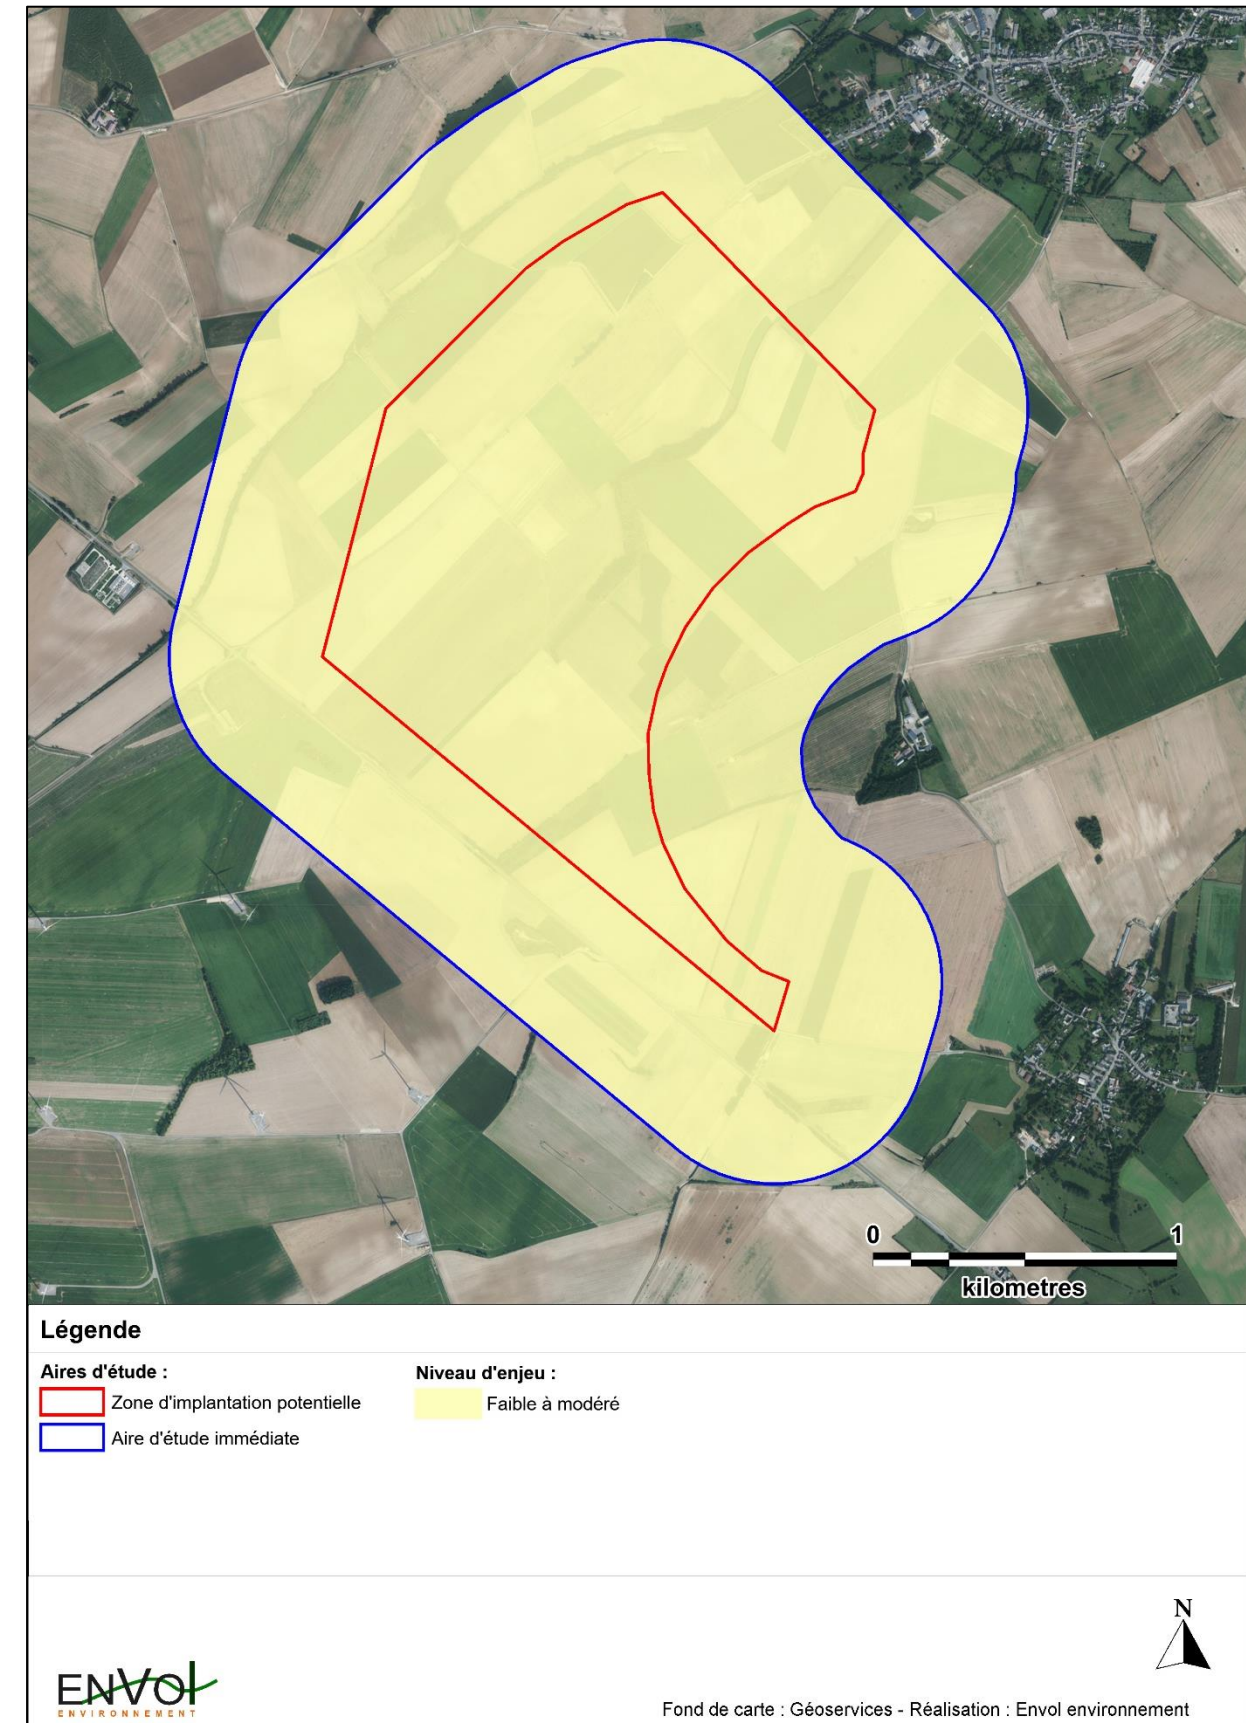 0 1
kilometres
Légende
Aires d'étude :
Zone d'implantation potentielle
Aire d'étude immédiate
Niveau d'enjeu :
Faible à modéré
N
ENVOl
ENVIRONNEMENT
Fond de carte : Géoservices - Réalisation : Envol environnement